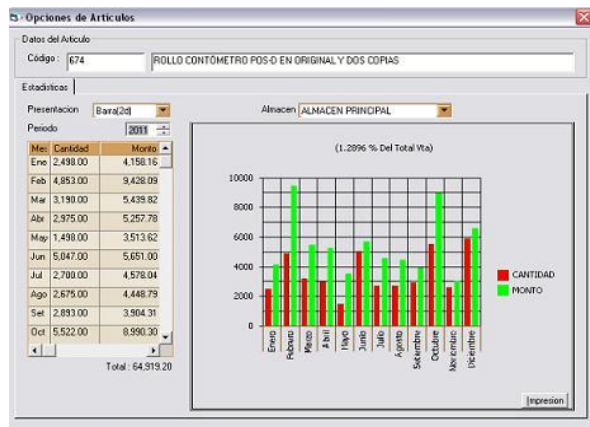 Opciones de Artículos
Datos del Articulo
Código : 674 ROLLO CONTÓMETRO POS-D EN ORIGINAL Y DOS COPIAS
Estadisticas
Presentacion Barra(2d) Almacen ALMACEN PRINCIPAL
Periodo 2011
(1.2896 % Del Total Vta)
Mes Cantidad Monto
Ene 2,498.00 4,158.16
Feb 4,853.00 9,428.09
Mar 3,190.00 5,439.82
Abr 2,975.00 5,257.78
May 1,498.00 3,513.62
Jun 5,047.00 5,651.00
Jul 2,700.00 4,578.04
Ago 2,675.00 4,448.79
Set 2,893.00 3,904.31
Oct 5,522.00 8,990.30
Total : 64,919.20
10000
8000
6000
4000
2000
0
Enero
Febrero
Marzo
Abril
Mayo
Junio
Julio
Agosto
Setiembre
Octubre
Noviembre
Diciembre
CANTIDAD
MONTO
Impresion